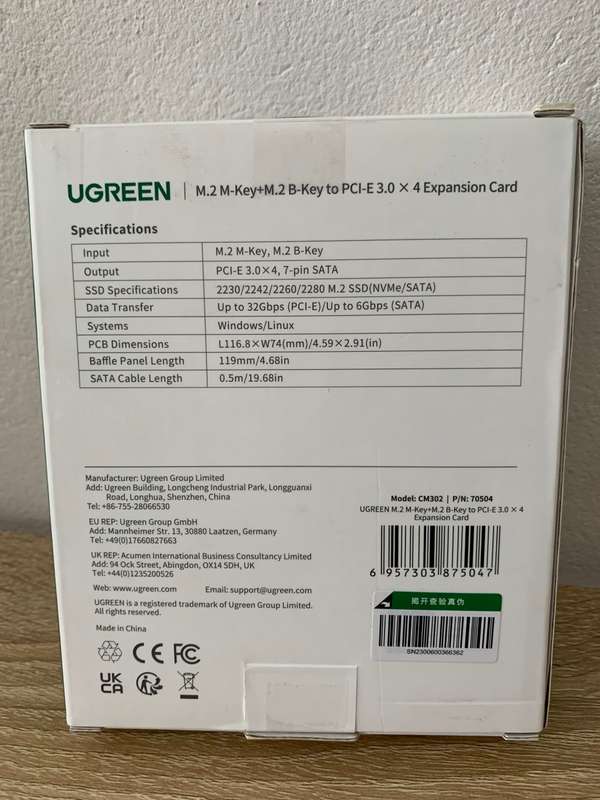 UGREEN | M.2 M-Key+M.2 B-Key to PCI-E 3.0 × 4 Expansion Card
Specifications
Input M.2 M-Key, M.2 B-Key
Output PCI-E 3.0×4, 7-pin SATA
SSD Specifications 2230/2242/2260/2280 M.2 SSD(NVMe/SATA)
Data Transfer Up to 32Gbps (PCI-E)/Up to 6Gbps (SATA)
Systems Windows/Linux
PCB Dimensions L116.8×W74(mm)/4.59×2.91(in)
Baffle Panel Length 119mm/4.68in
SATA Cable Length 0.5m/19.68in
Manufacturer: Ugreen Group Limited
Add: Ugreen Building, Longcheng Industrial Park, Longguanxi
Road, Longhua, Shenzhen, China
Tel: +86-755-28066530
EU REP: Ugreen Group GmbH
Add: Mannheimer Str. 13, 30880 Laatzen, Germany
Tel: +49(0)17660827663
UK REP: Acumen International Business Consultancy Limited
Add: 94 Ock Street, Abingdon, OX14 5DH, UK
Tel: +44(0)1235200526
Web: www.ugreen.com Email: support@ugreen.com
UGREEN is a registered trademark of Ugreen Group Limited.
All rights reserved.
Made in China
CE FC
UK
CA
Model: CM302 | P/N: 70504
UGREEN M.2 M-Key+M.2 B-Key to PCI-E 3.0 × 4
Expansion Card
6 957303 875047
揭开查验真伪
SN2300600366362